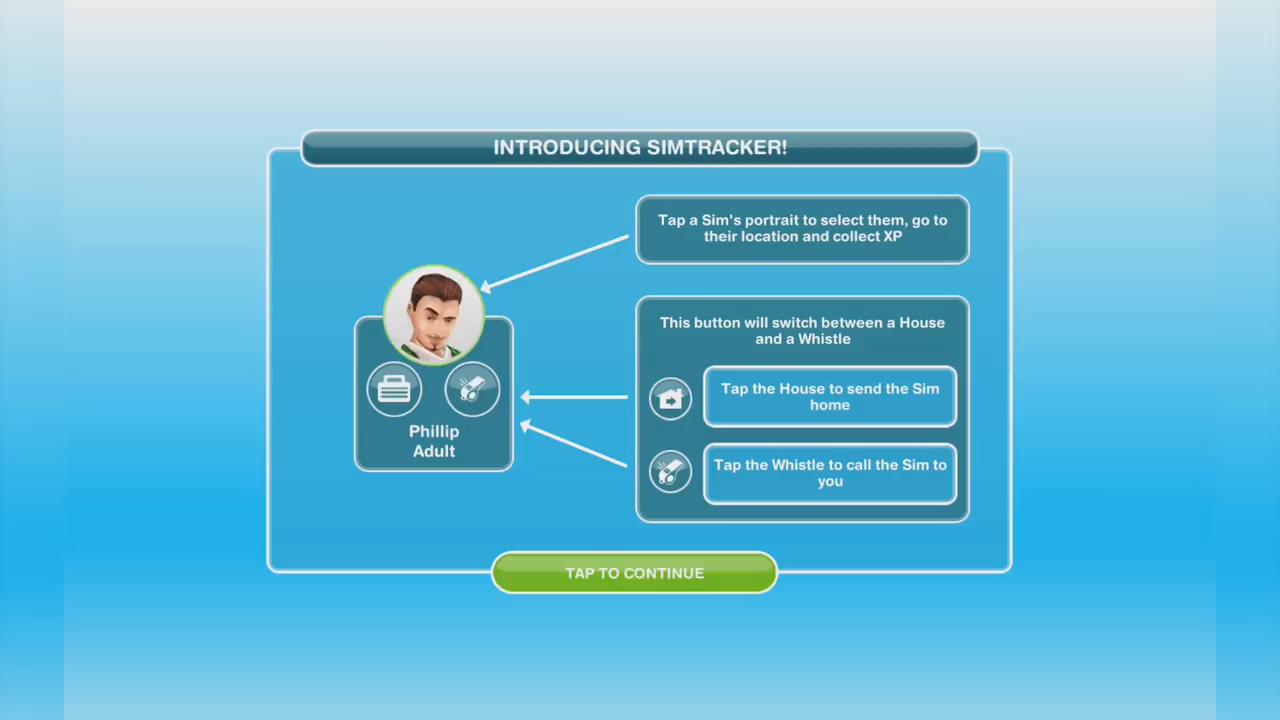 INTRODUCING SIMTRACKER!
Tap a Sim's portrait to select them, go to
their location and collect XP
This button will switch between a House
and a Whistle
Tap the House to send the Sim
home
Tap the Whistle to call the Sim to
you
Phillip
Adult
TAP TO CONTINUE